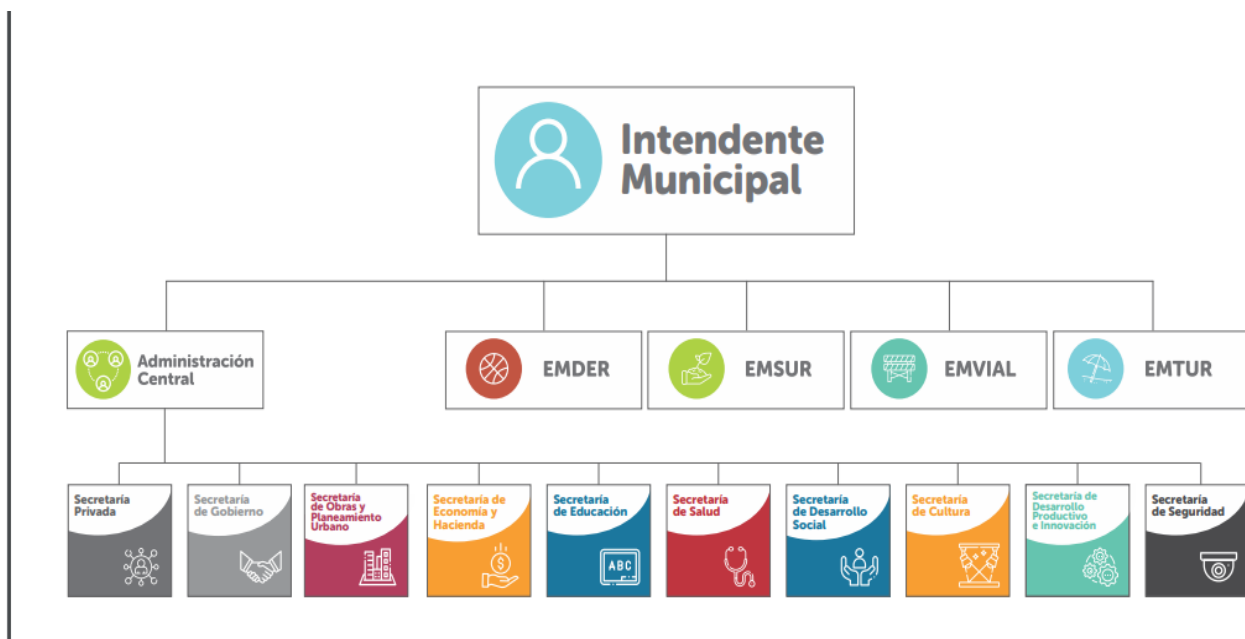 Intendente
Municipal
Administración
Central
EMDER
EMSUR
EMVIAL
EMTUR
Secretaría
Privada
Secretaría
de Gobierno
Secretaría
de Obras y
Planeamiento
Urbano
Secretaría de
Economía y
Hacienda
Secretaría
de Educación
Secretaría
de Salud
Secretaría
de Desarrollo
Social
Secretaría
de Cultura
Secretaría de
Desarrollo
Productivo
e Innovación
Secretaría
de Seguridad
$
ABC